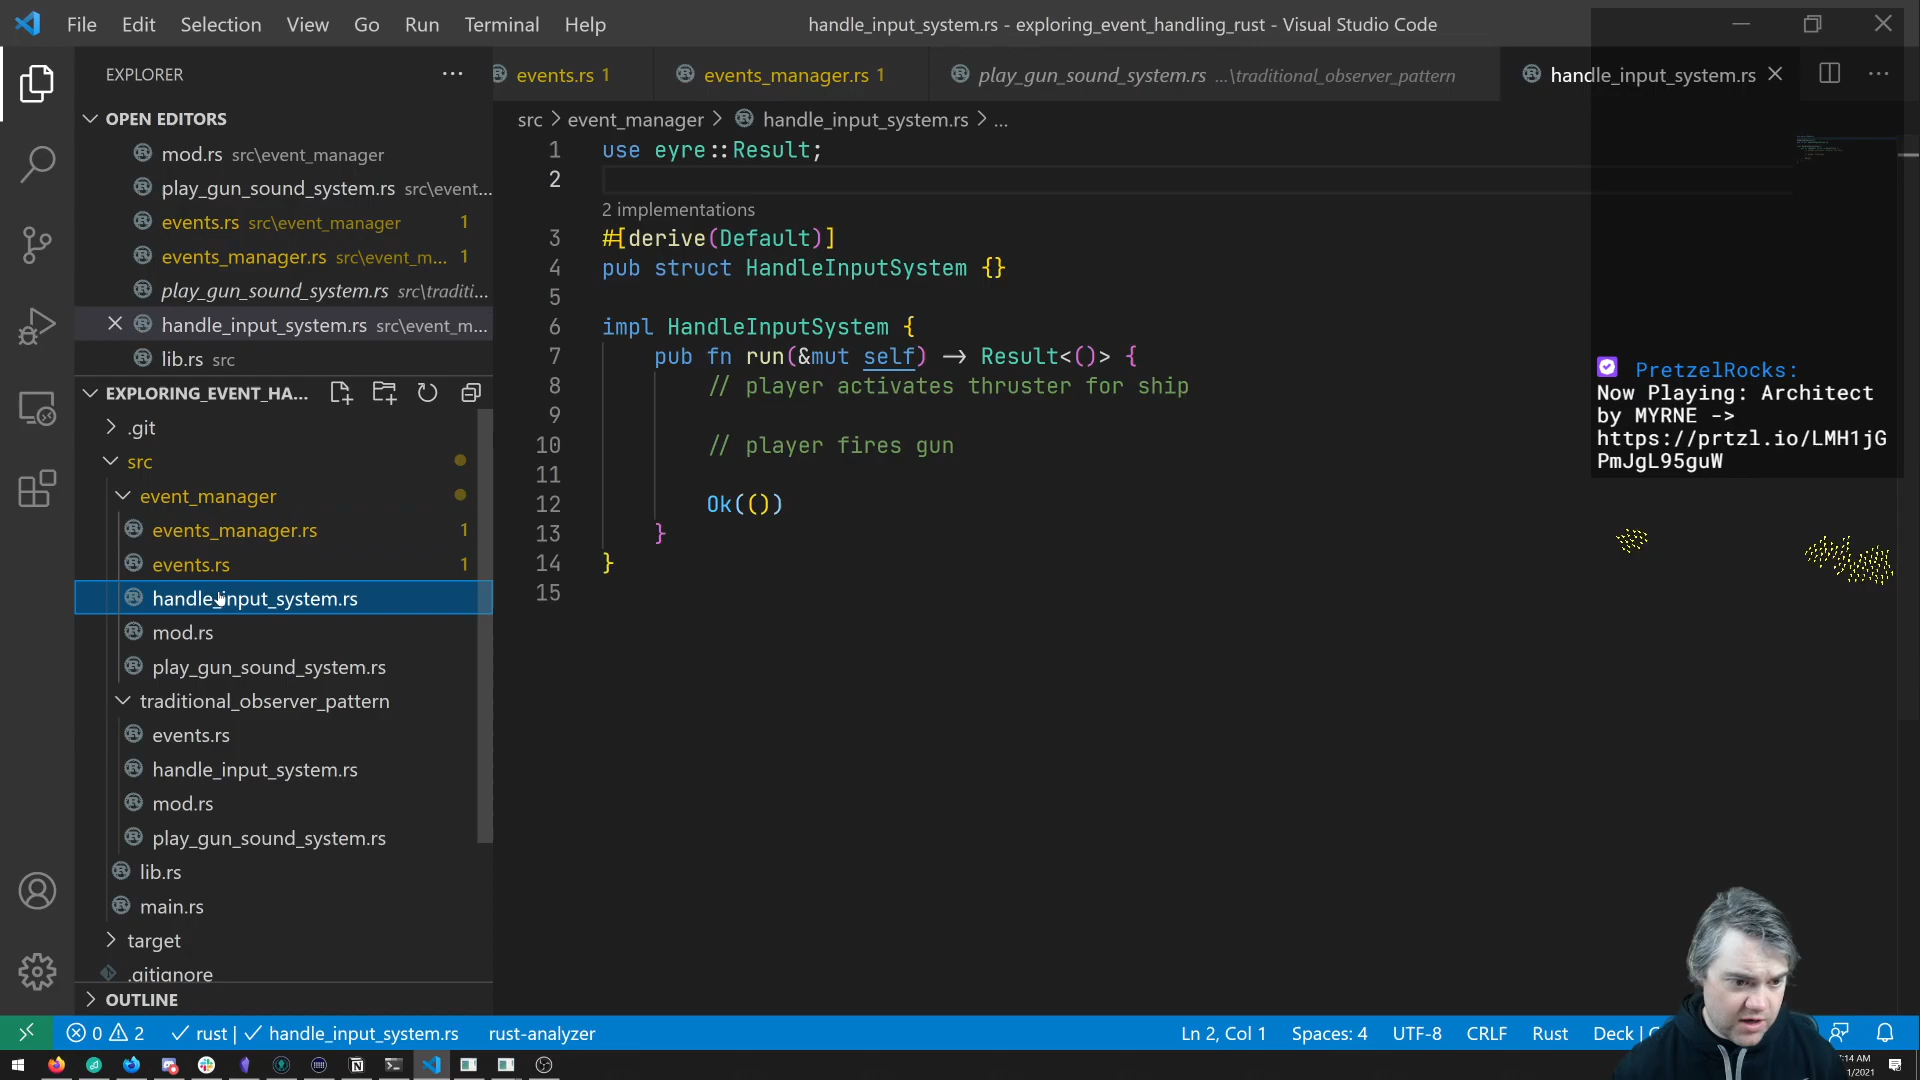 File Edit Selection View Go Run Terminal Help
handle_input_system.rs - exploring_event_handling_rust - Visual Studio Code
EXPLORER
events.rs 1
events_manager.rs 1
play_gun_sound_system.rs ...\traditional_observer_pattern
handle_input_system.rs
OPEN EDITORS
mod.rs src\event_manager
play_gun_sound_system.rs src\event...
events.rs src\event_manager 1
events_manager.rs src\event_m... 1
play_gun_sound_system.rs src\traditi...
handle_input_system.rs src\event_m...
lib.rs src
EXPLORING_EVENT_HA...
.git
src
event_manager
events_manager.rs 1
events.rs 1
handle_input_system.rs
mod.rs
play_gun_sound_system.rs
traditional_observer_pattern
events.rs
handle_input_system.rs
mod.rs
play_gun_sound_system.rs
lib.rs
main.rs
target
.gitignore
OUTLINE
src > event_manager > handle_input_system.rs > ...
1 use eyre::Result;
2
2 implementations
3 #[derive(Default)]
4 pub struct HandleInputSystem {}
5
6 impl HandleInputSystem {
7 pub fn run(&mut self) -> Result<()> {
8 // player activates thruster for ship
9
10 // player fires gun
11
12 Ok(())
13 }
14 }
15
PretzelRocks:
Now Playing: Architect
by MYRNE ->
https://prtzl.io/LMH1jG
PmJgL95guW
0 2 rust | handle_input_system.rs rust-analyzer
Ln 2, Col 1 Spaces: 4 UTF-8 CRLF Rust Deck |
:14 AM
1/2021